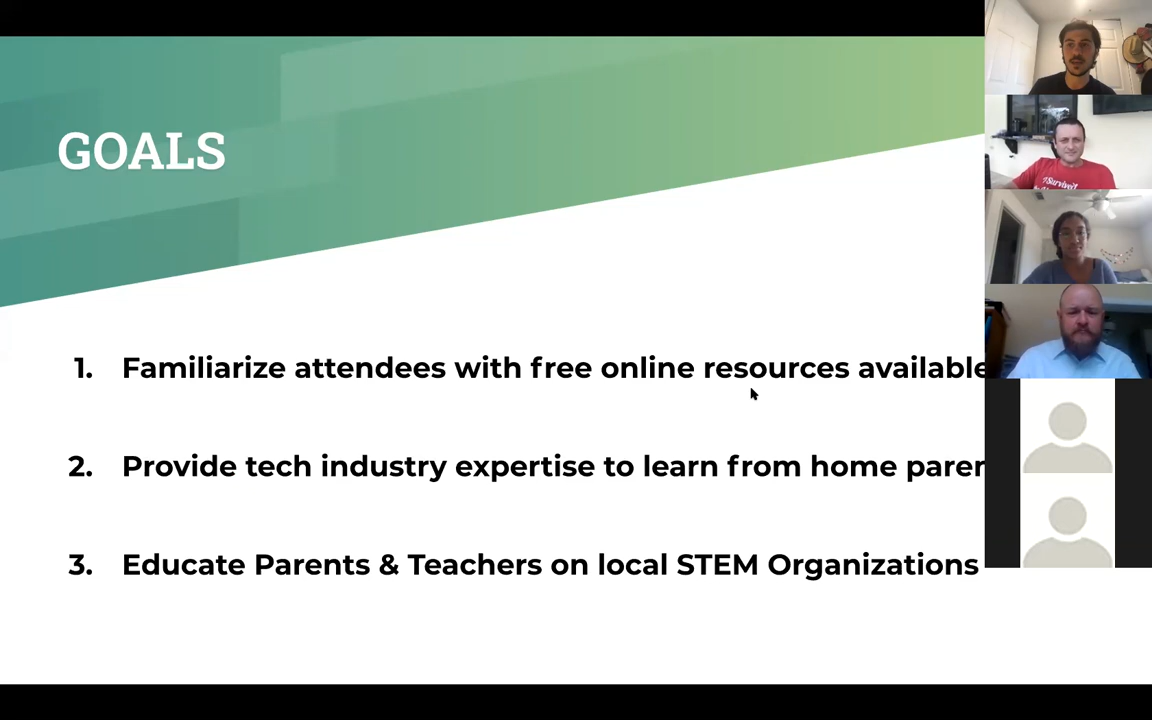 GOALS
1. Familiarize attendees with free online resources available
2. Provide tech industry expertise to learn from home
3. Educate Parents & Teachers on local STEM Organizations
I Survived